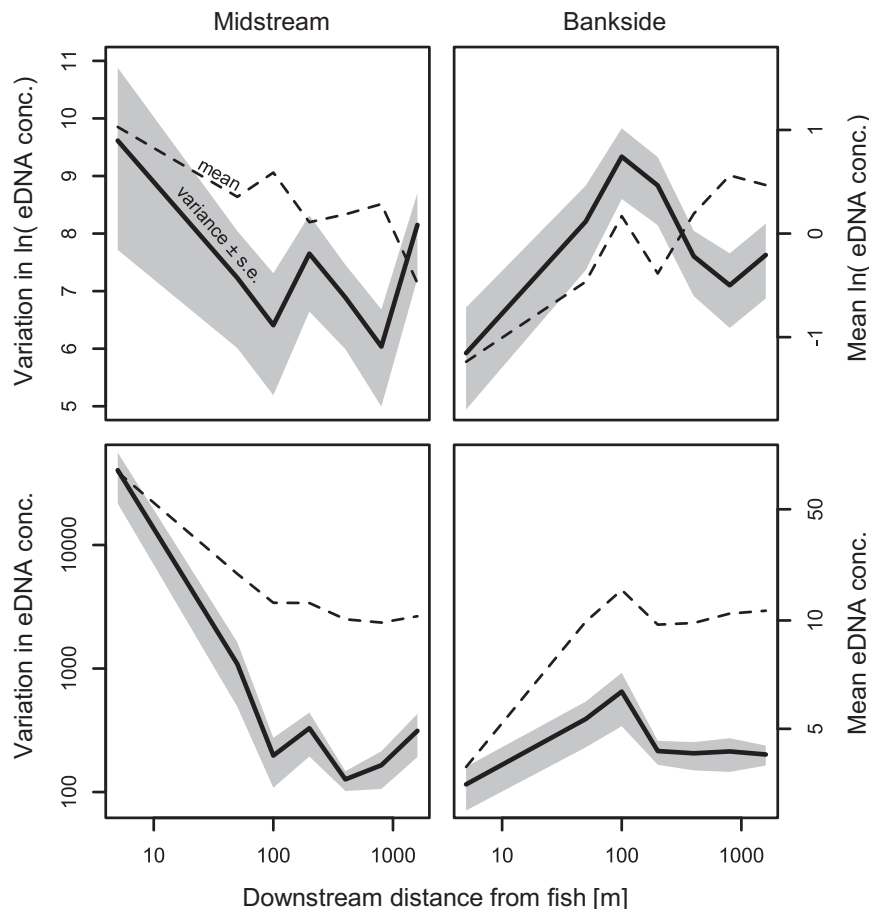 Midstream
Bankside
Variation in ln( eDNA conc.)
11
10
9
8
7
6
5
mean
variance ± s.e.
1
0
-1
Mean ln( eDNA conc.)
Variation in eDNA conc.
10000
1000
100
50
10
5
Mean eDNA conc.
10 100 1000
10 100 1000
Downstream distance from fish [m]